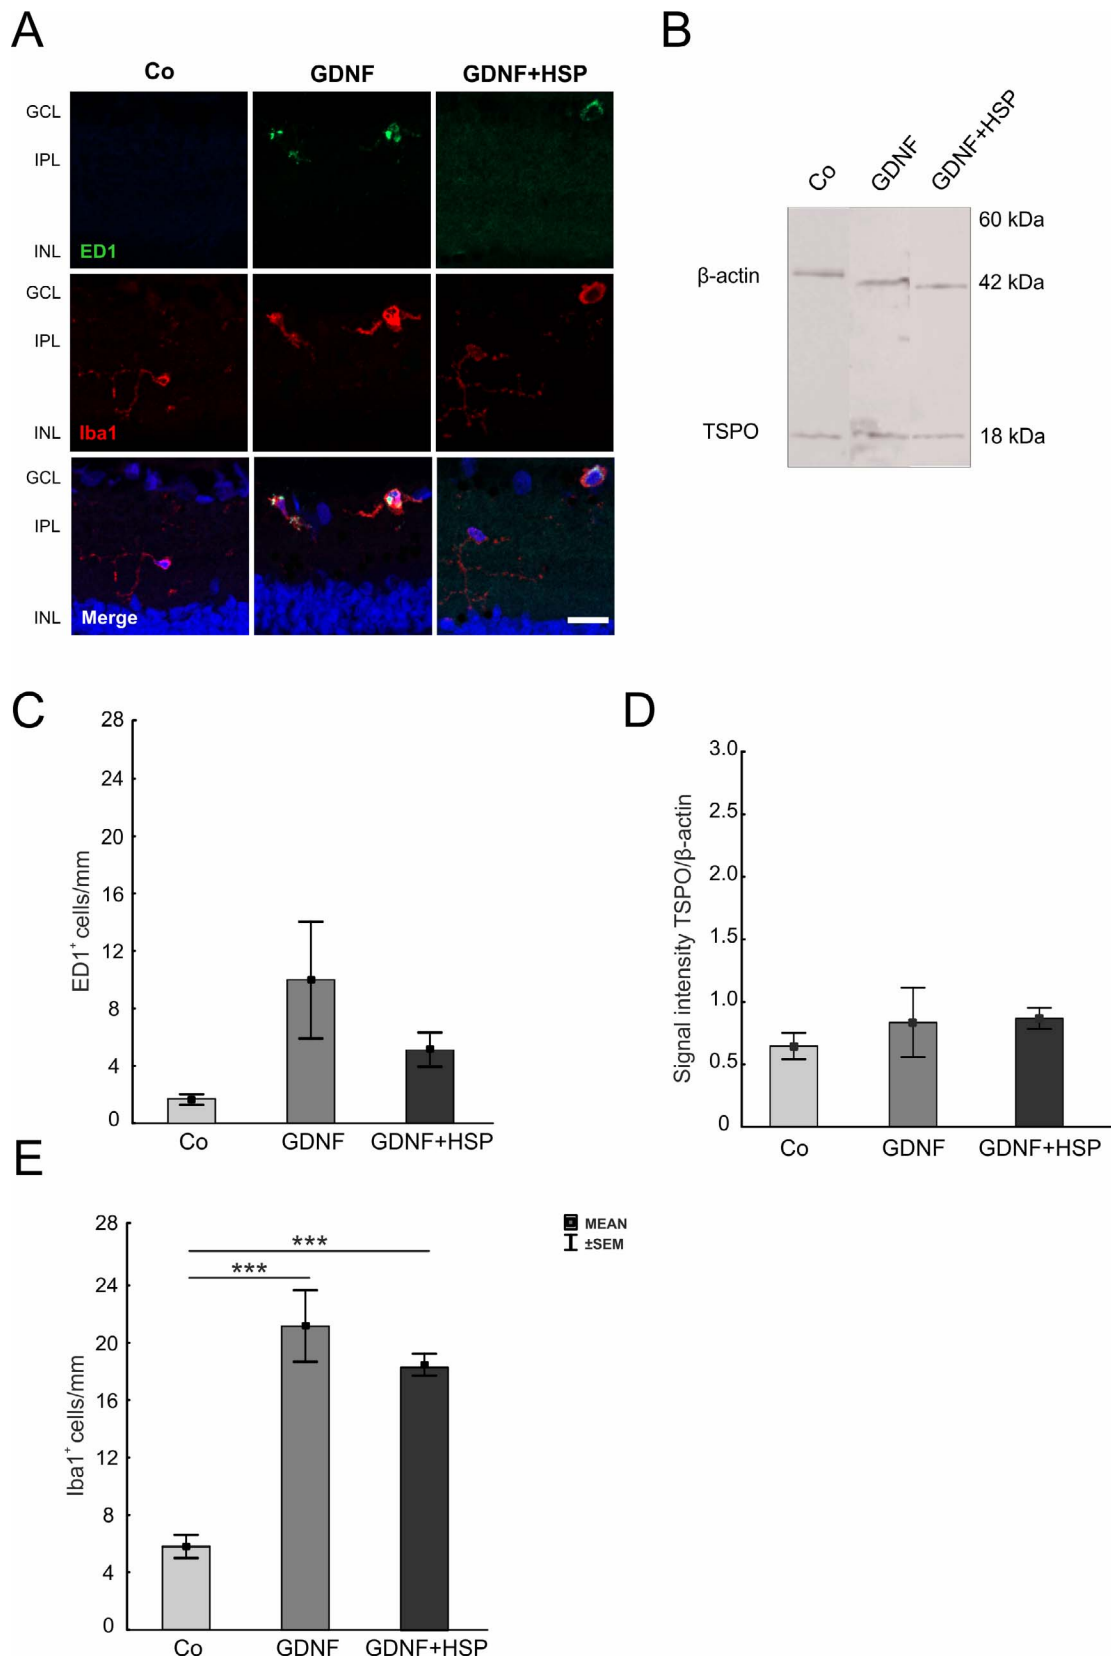 A
Co GDNF GDNF+HSP
GCL
IPL
INL
ED1
GCL
IPL
INL
Iba1
GCL
IPL
INL
Merge
B
Co GDNF GDNF+HSP
60 kDa
β-actin 42 kDa
TSPO 18 kDa
C
28
24
20
16
12
8
4
0
ED1⁺ cells/mm
Co GDNF GDNF+HSP
D
3.0
2.5
2.0
1.5
1.0
0.5
0
Signal intensity TSPO/β-actin
Co GDNF GDNF+HSP
E
28
24
20
16
12
8
4
0
Iba1⁺ cells/mm
***
***
Co GDNF GDNF+HSP
MEAN
±SEM